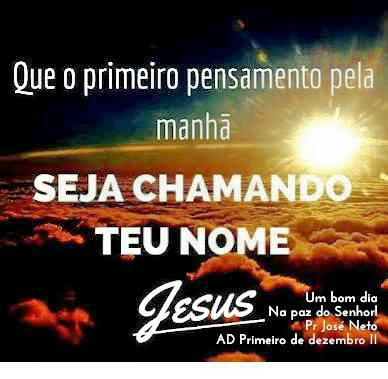 Que o primeiro pensamento pela
manhã
SEJA CHAMANDO
TEU NOME
Jesus
Um bom dia
Na paz do Senhor!
Pr José Neto
AD Primeiro de dezembro II